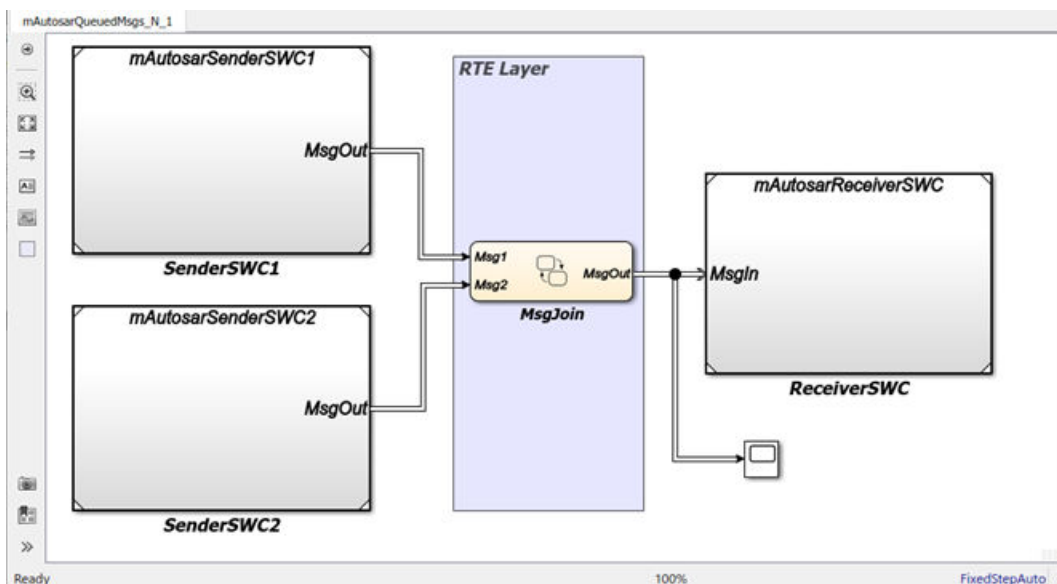 mAutosarQueuedMsgs_N_1
mAutosarSenderSWC1
MsgOut
SenderSWC1
mAutosarSenderSWC2
MsgOut
SenderSWC2
RTE Layer
Msg1
Msg2
MsgOut
MsgJoin
mAutosarReceiverSWC
MsgIn
ReceiverSWC
Ready
100%
FixedStepAuto